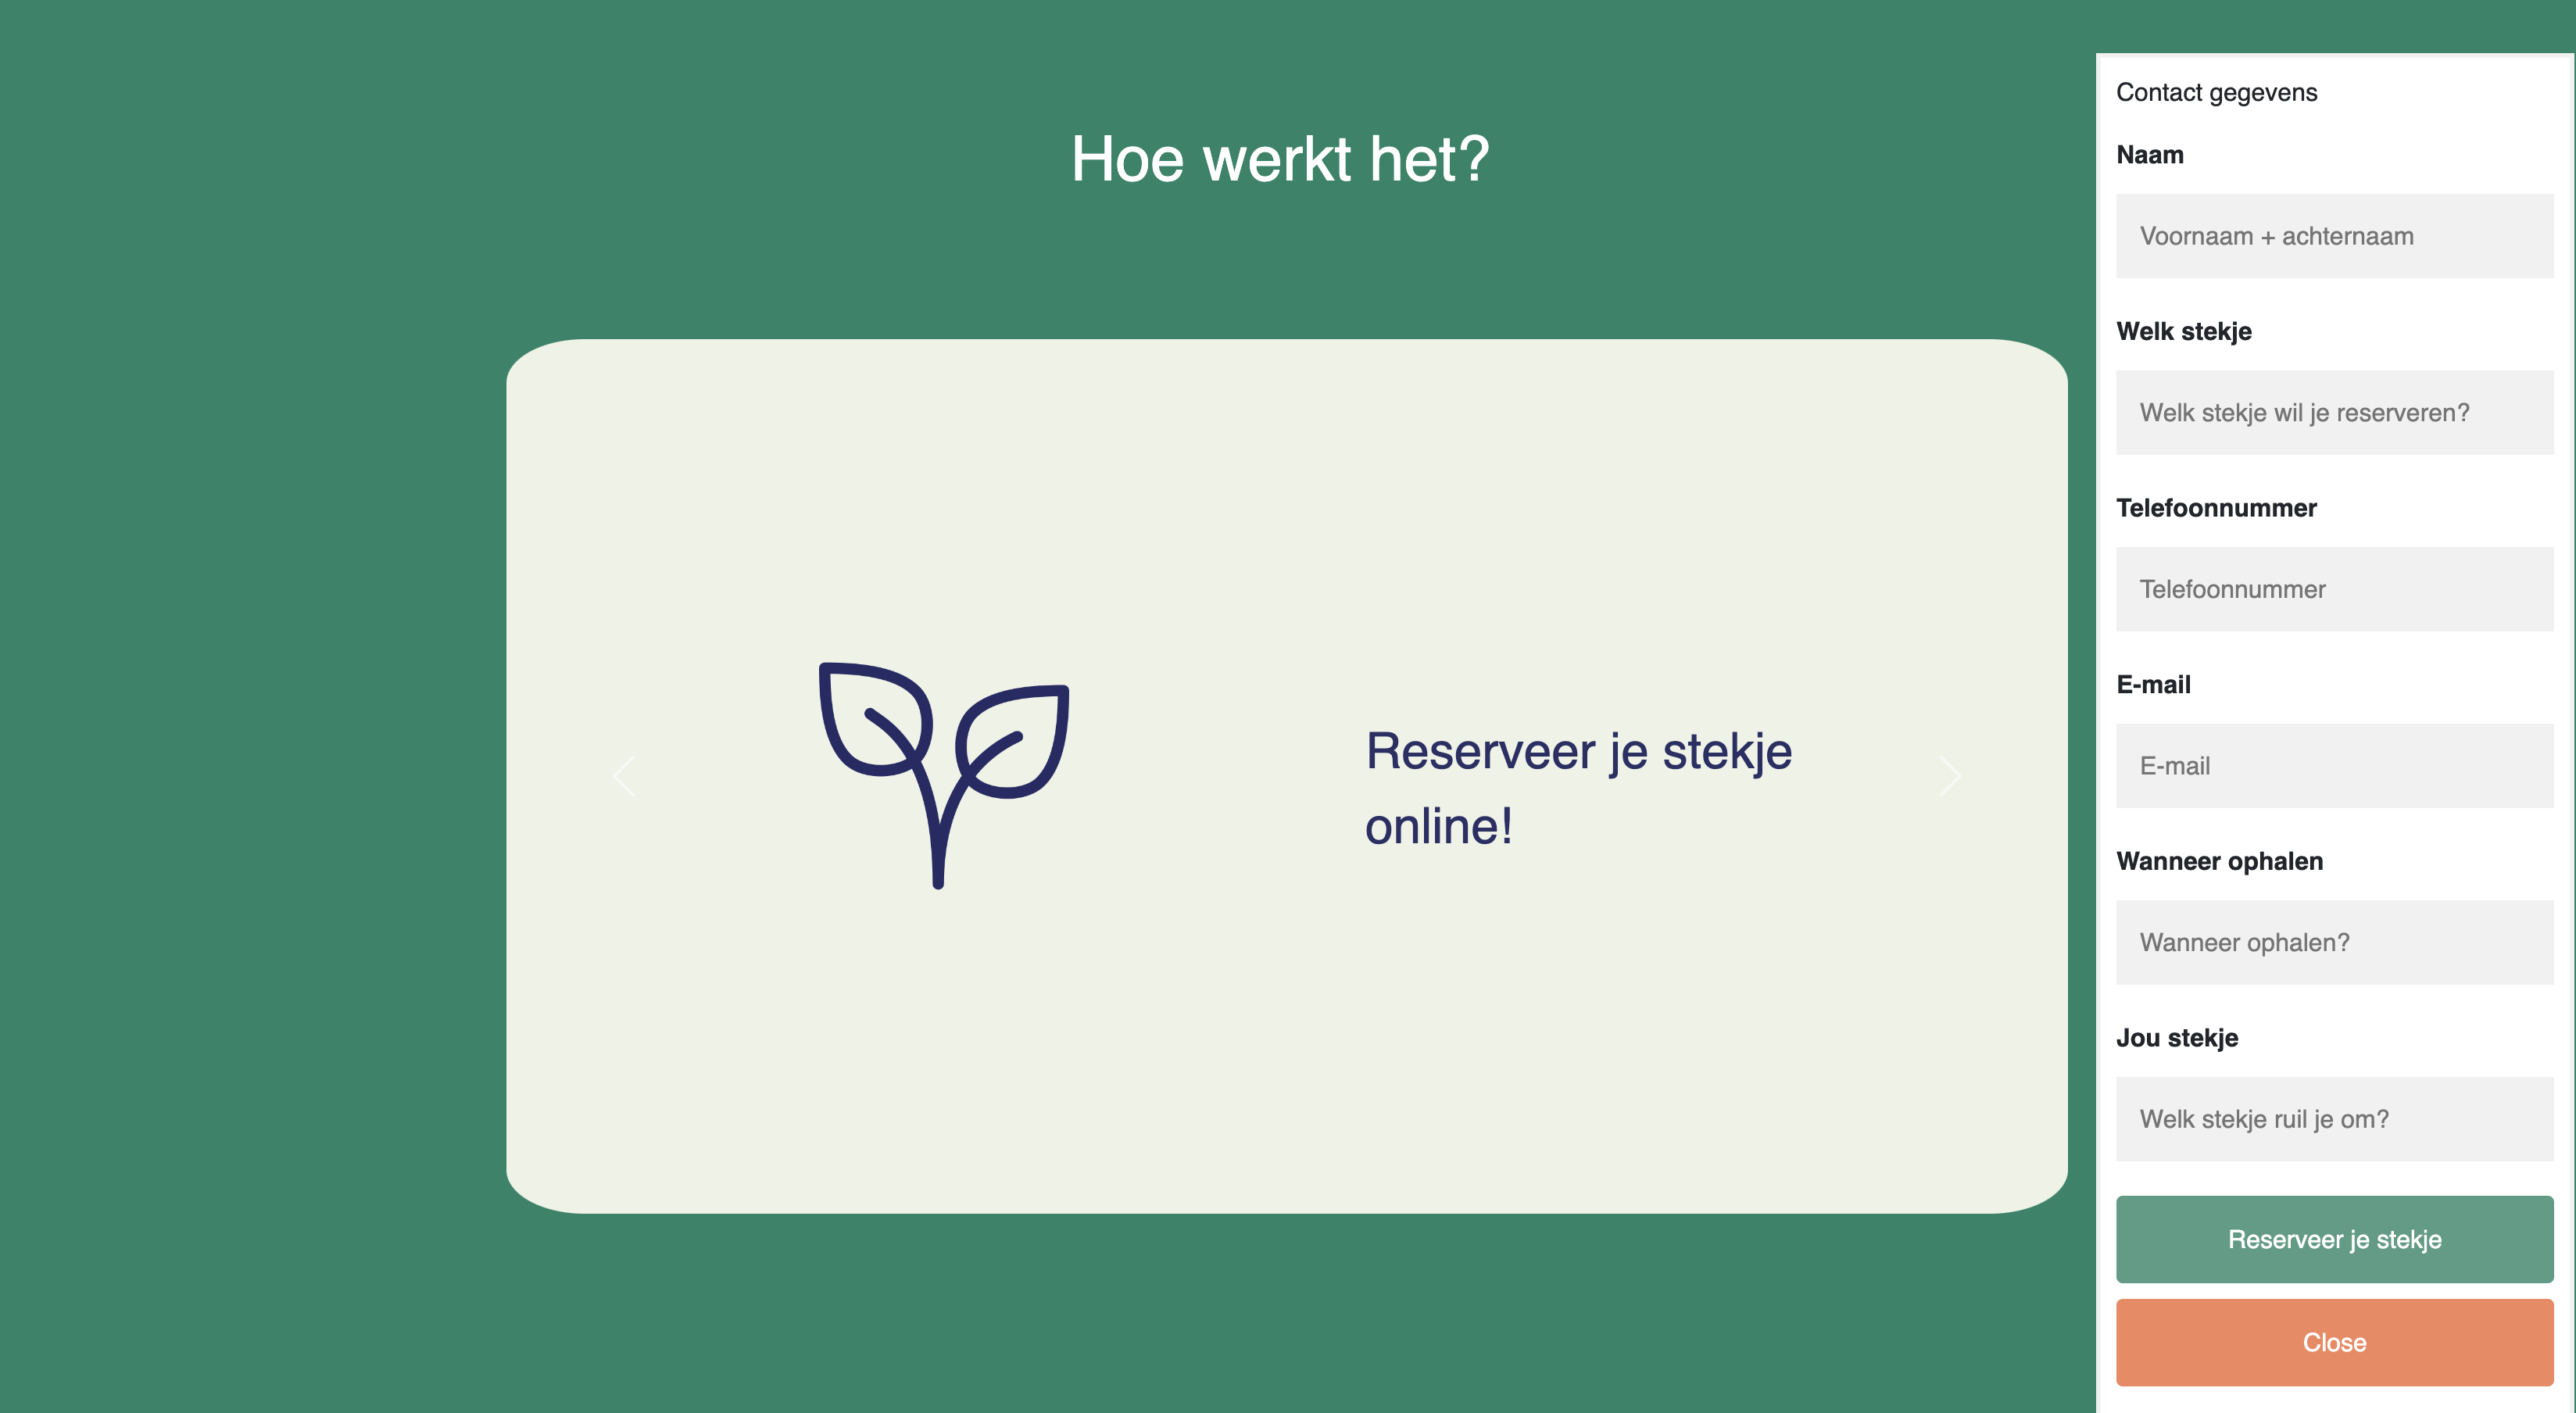 Hoe werkt het?
Reserveer je stekje
online!
Contact gegevens
Naam
Voornaam + achternaam
Welk stekje
Welk stekje wil je reserveren?
Telefoonnummer
Telefoonnummer
E-mail
E-mail
Wanneer ophalen
Wanneer ophalen?
Jou stekje
Welk stekje ruil je om?
Reserveer je stekje
Close